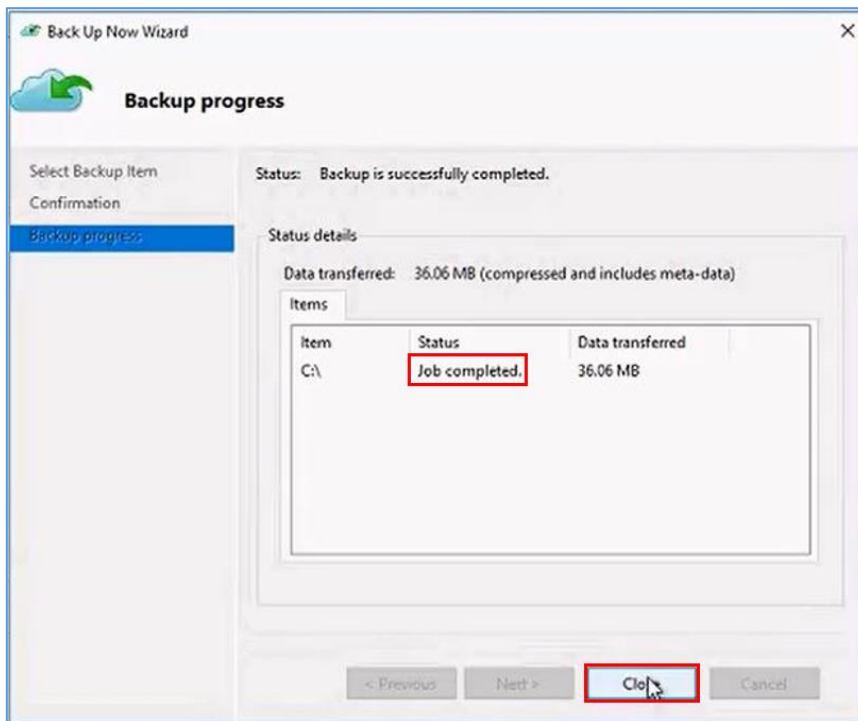 Back Up Now Wizard
Backup progress
Select Backup Item
Confirmation
Backup progress
Status: Backup is successfully completed.
Status details
Data transferred: 36.06 MB (compressed and includes meta-data)
Items
Item Status Data transferred
C:\ Job completed. 36.06 MB
< Previous Next > Close Cancel